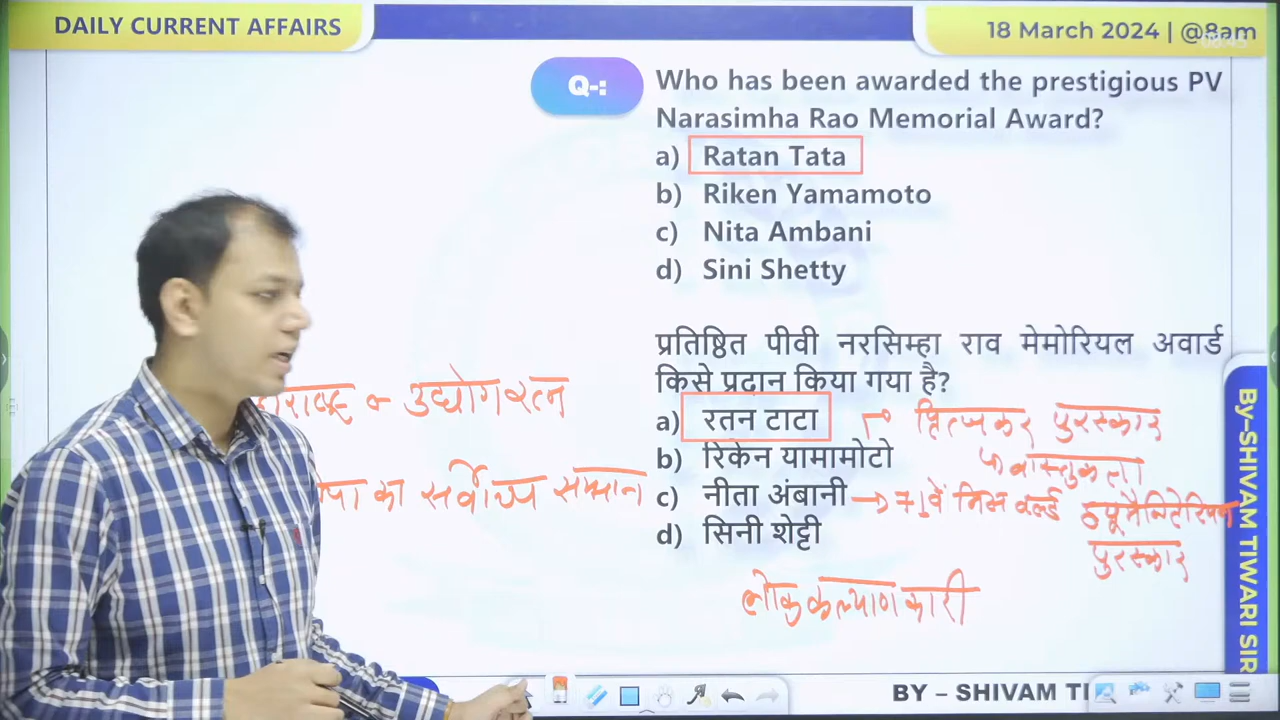 DAILY CURRENT AFFAIRS
18 March 2024 | @8am
Q-:
Who has been awarded the prestigious PV
Narasimha Rao Memorial Award?
a) Ratan Tata
b) Riken Yamamoto
c) Nita Ambani
d) Sini Shetty
प्रतिष्ठित पीवी नरसिम्हा राव मेमोरियल अवार्ड
किसे प्रदान किया गया है?
a) रतन टाटा
b) रिकेन यामामोटो
c) नीता अंबानी
d) सिनी शेट्टी
उद्योगरत्न
का सर्वोच्च सम्मान
पुरस्कार
वास्तुकला
71वें मिस वर्ल्ड ह्यूमैनिटेरियन
पुरस्कार
लोक कल्याणकारी
By-SHIVAM TIWARI SIR
BY – SHIVAM TI